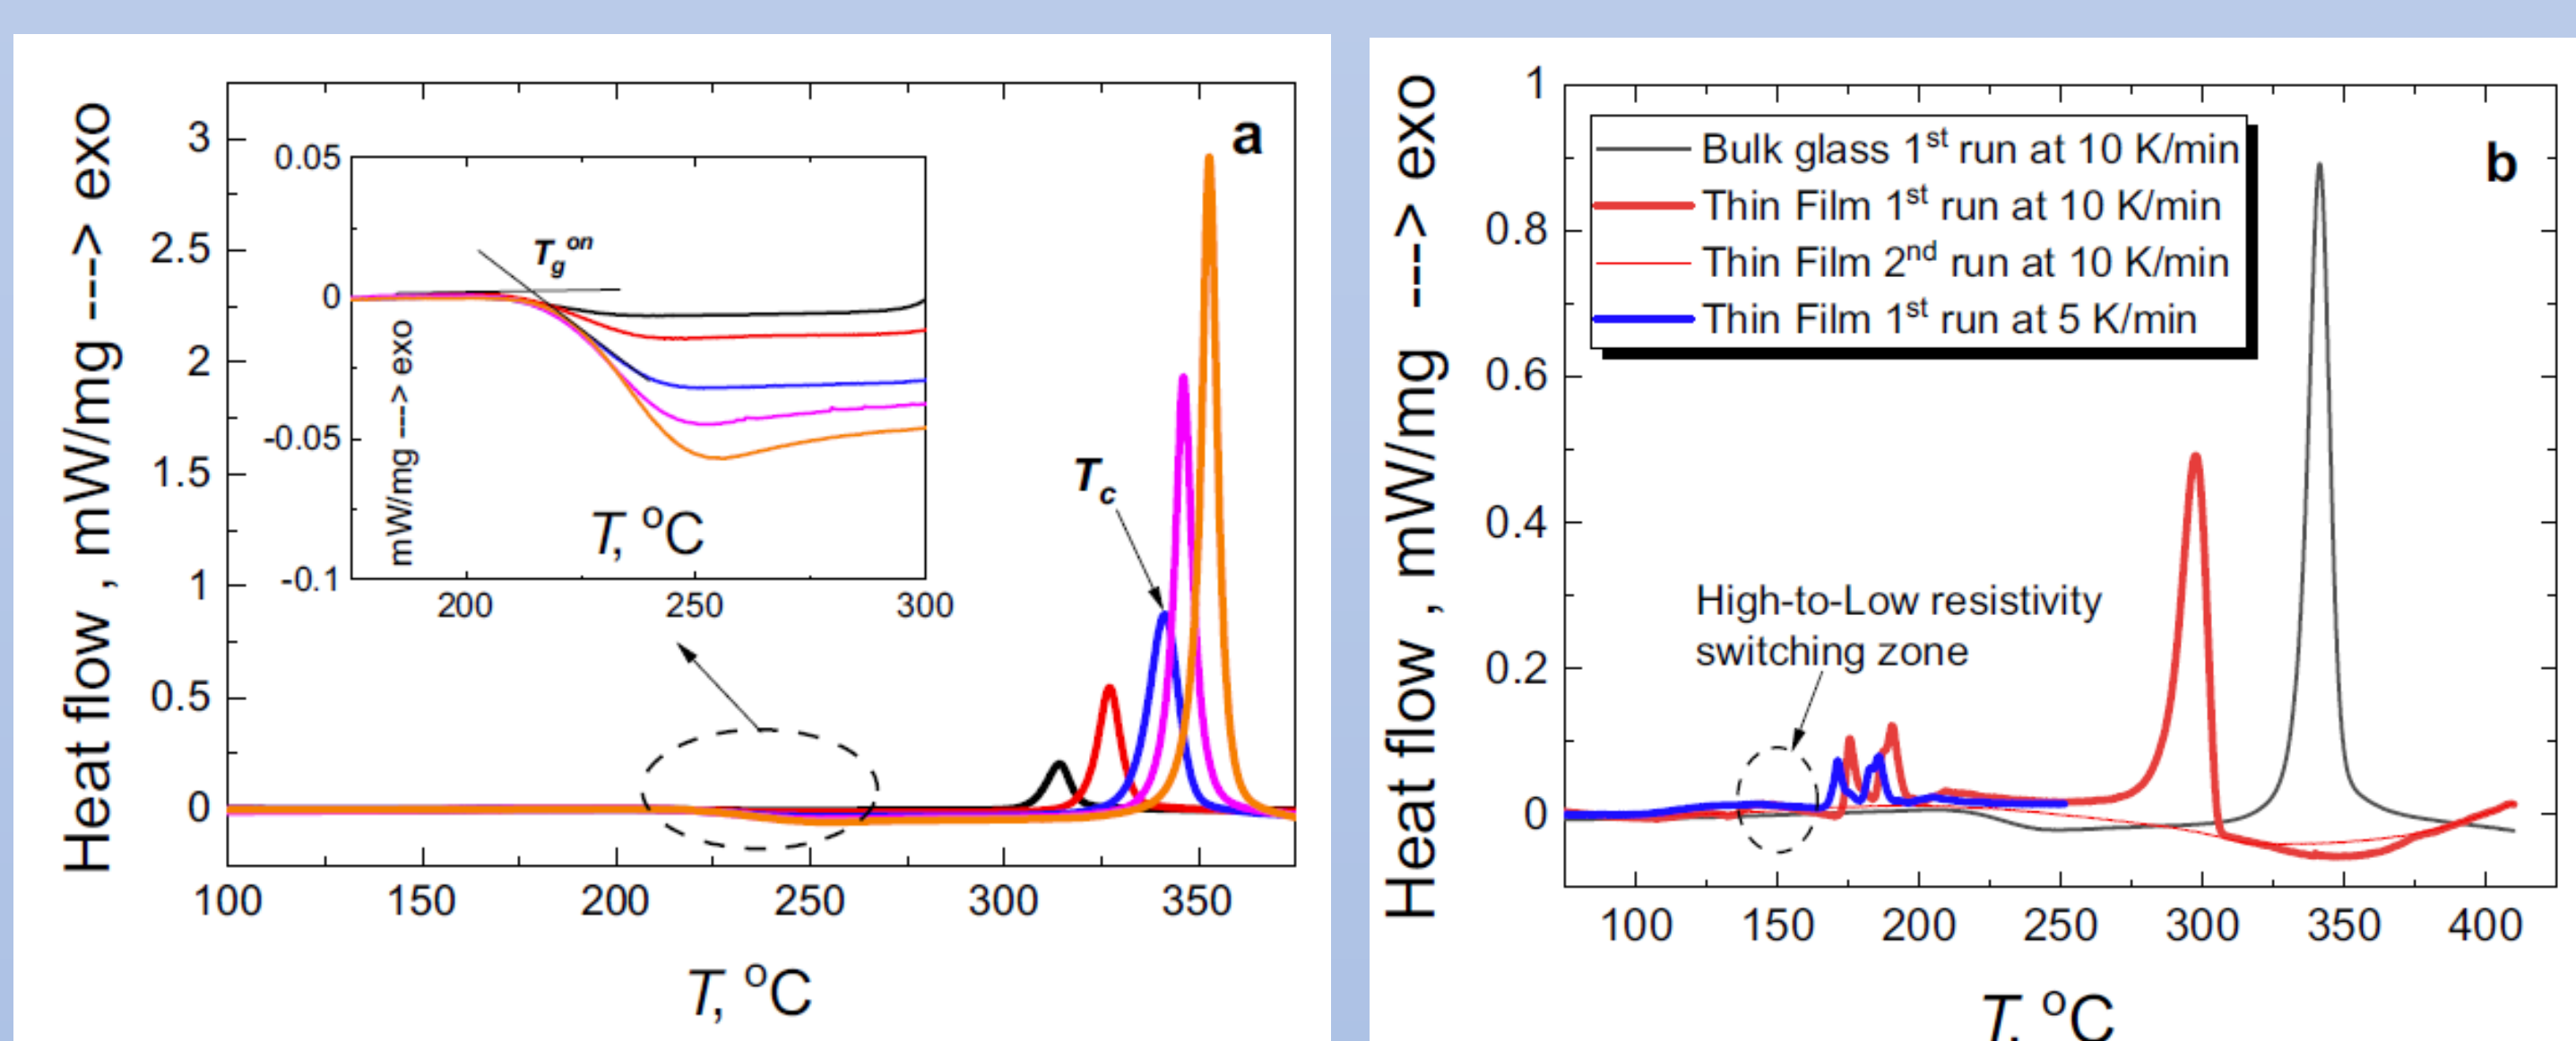 a
Heat flow , mW/mg ---> exo
3
2.5
2
1.5
1
0.5
0
100 150 200 250 300 350
T, °C
0.05
0
-0.05
-0.1
200 250 300
mW/mg ---> exo
T, °C
Tg^on
Tc
b
Heat flow , mW/mg ---> exo
1
0.8
0.6
0.4
0.2
0
Bulk glass 1st run at 10 K/min
Thin Film 1st run at 10 K/min
Thin Film 2nd run at 10 K/min
Thin Film 1st run at 5 K/min
High-to-Low resistivity
switching zone
100 150 200 250 300 350 400
T, °C